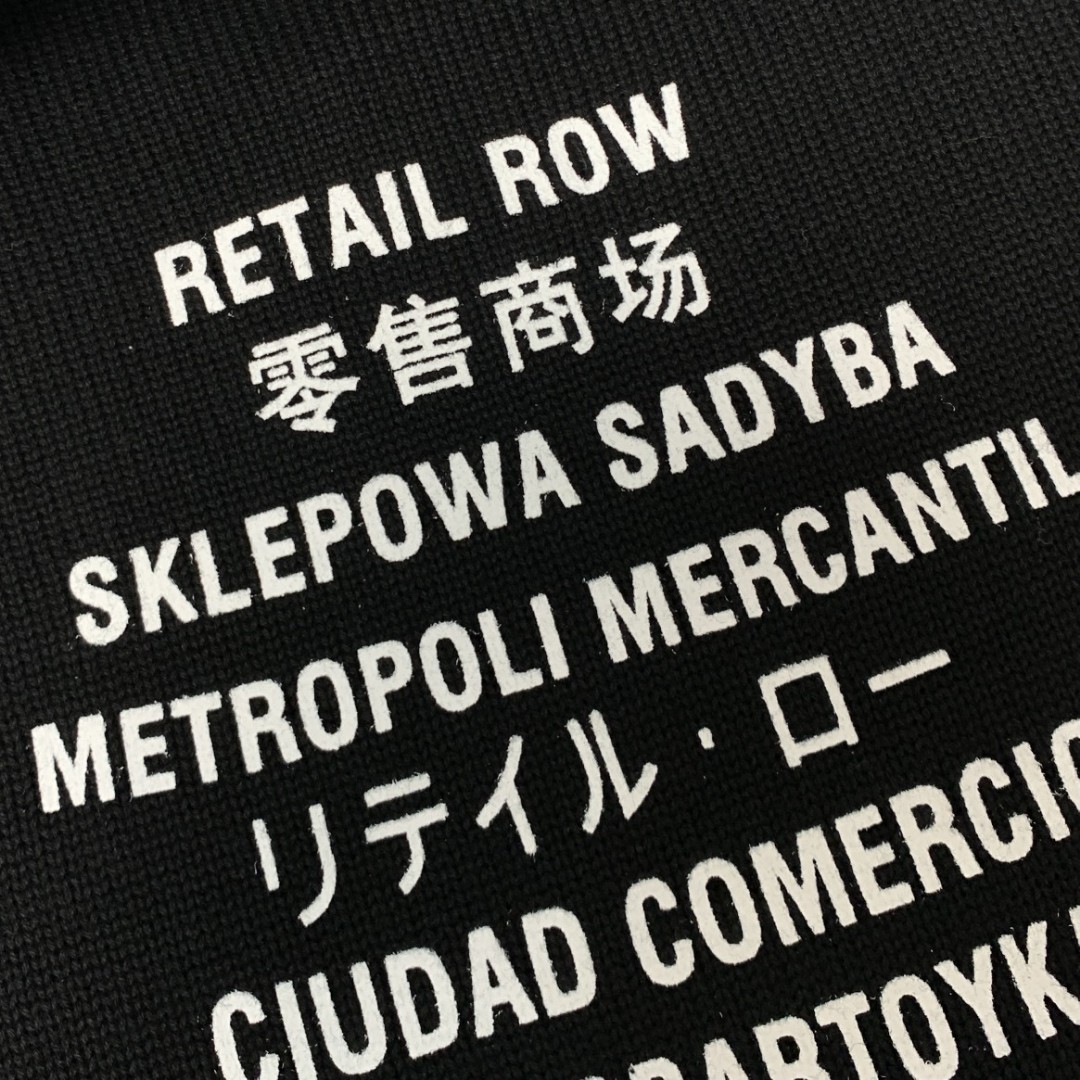 RETAIL ROW
零售商场
SKLEPOWA SADYBA
METROPOLI MERCANTIL
リテイル・ロー
CIUDAD